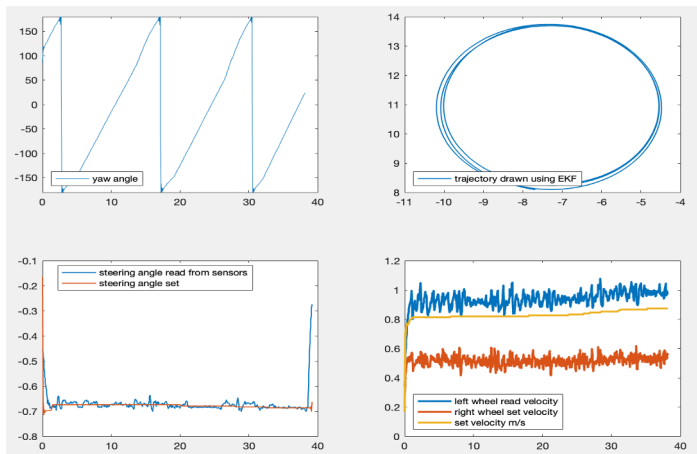 150
100
50
0
-50
-100
-150
yaw angle
0 10 20 30 40
14
13
12
11
10
9
8
trajectory drawn using EKF
-11 -10 -9 -8 -7 -6 -5 -4
-0.1
-0.2
-0.3
-0.4
-0.5
-0.6
-0.7
-0.8
steering angle read from sensors
steering angle set
0 10 20 30 40
1.2
1
0.8
0.6
0.4
0.2
0
left wheel read velocity
right wheel set velocity
set velocity m/s
0 10 20 30 40